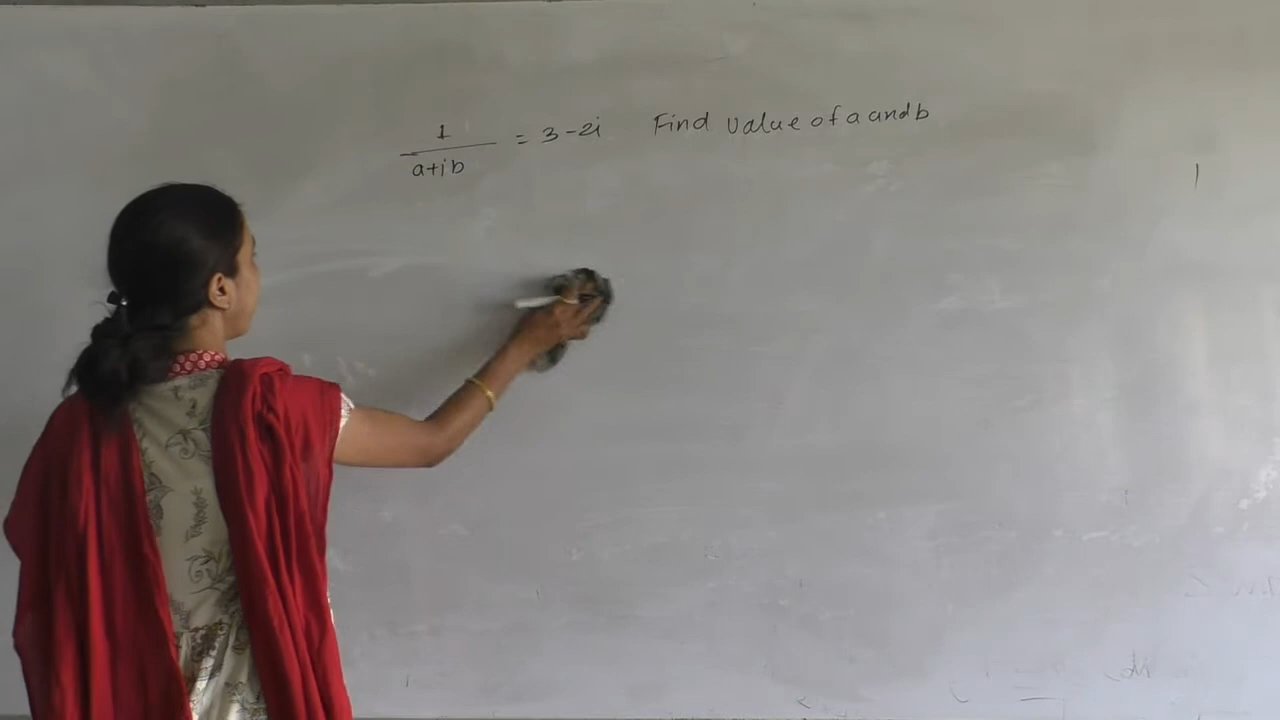 1/(a+ib) = 3-2i Find value of a and b